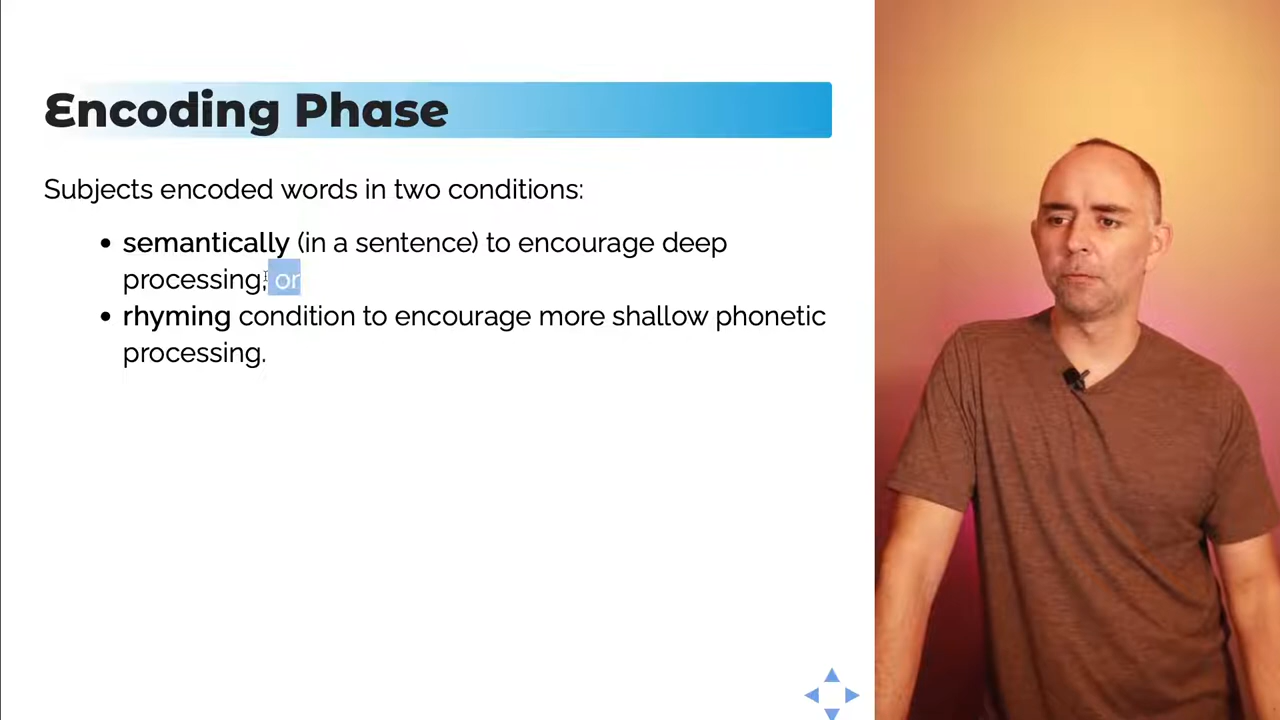 Encoding Phase
Subjects encoded words in two conditions:
semantically (in a sentence) to encourage deep
processing, or
rhyming condition to encourage more shallow phonetic
processing.